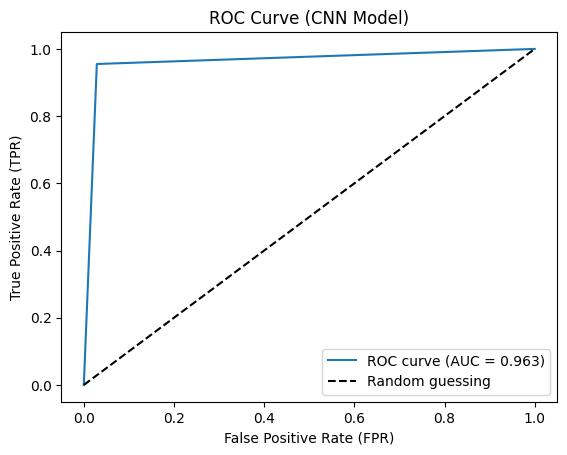 ROC Curve (CNN Model)
True Positive Rate (TPR)
1.0
0.8
0.6
0.4
0.2
0.0
0.0 0.2 0.4 0.6 0.8 1.0
False Positive Rate (FPR)
ROC curve (AUC = 0.963)
Random guessing